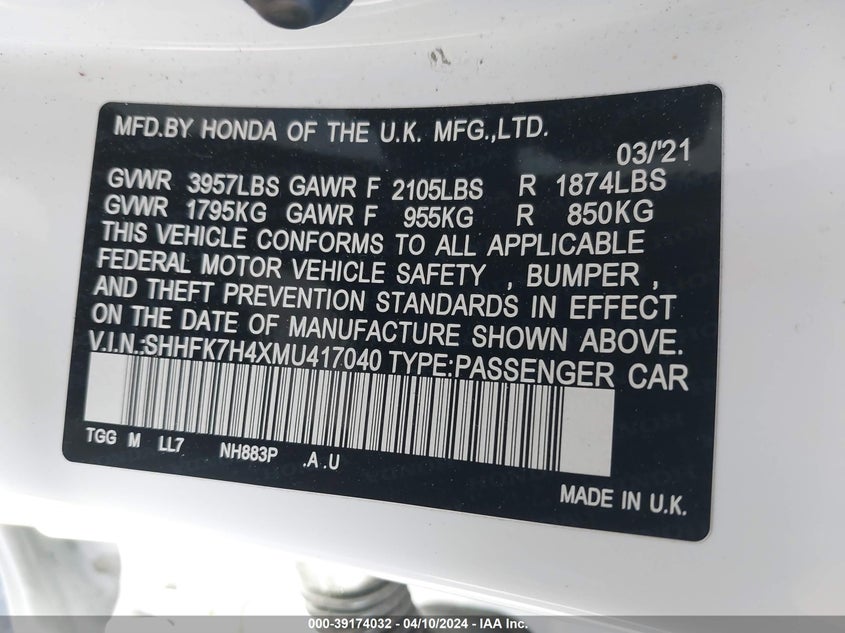 MFD.BY HONDA OF THE U.K. MFG.,LTD.
03/'21
GVWR 3957LBS GAWR F 2105LBS R 1874LBS
GVWR 1795KG GAWR F 955KG R 850KG
THIS VEHICLE CONFORMS TO ALL APPLICABLE
FEDERAL MOTOR VEHICLE SAFETY , BUMPER ,
AND THEFT PREVENTION STANDARDS IN EFFECT
ON THE DATE OF MANUFACTURE SHOWN ABOVE.
V.I.N.:SHHFK7H4XMU417040 TYPE:PASSENGER CAR
TGG M LL7 NH883P .A .U
MADE IN U.K.
000-39174032 - 04/10/2024 - IAA Inc.